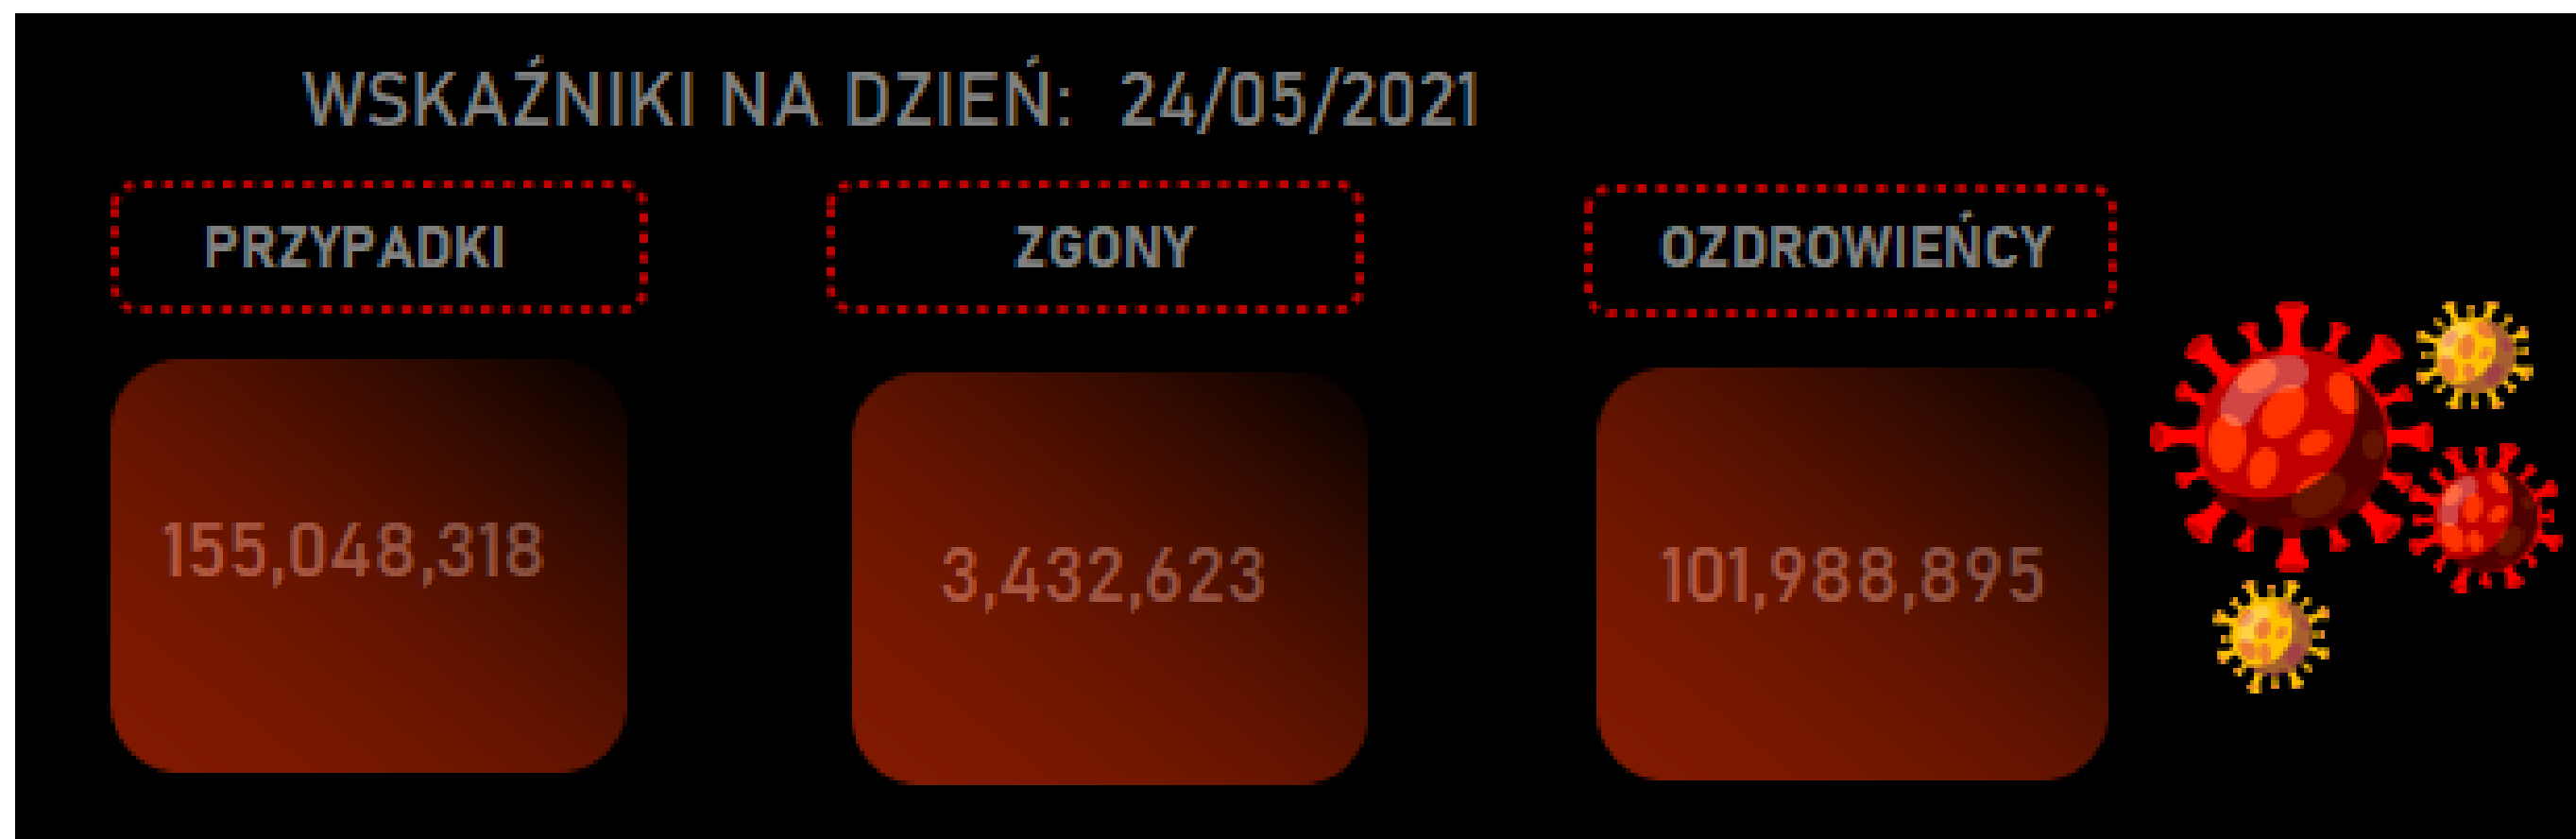 WSKAŹNIKI NA DZIEŃ: 24/05/2021
PRZYPADKI
ZGONY
OZDROWIEŃCY
155,048,318
3,432,623
101,988,895